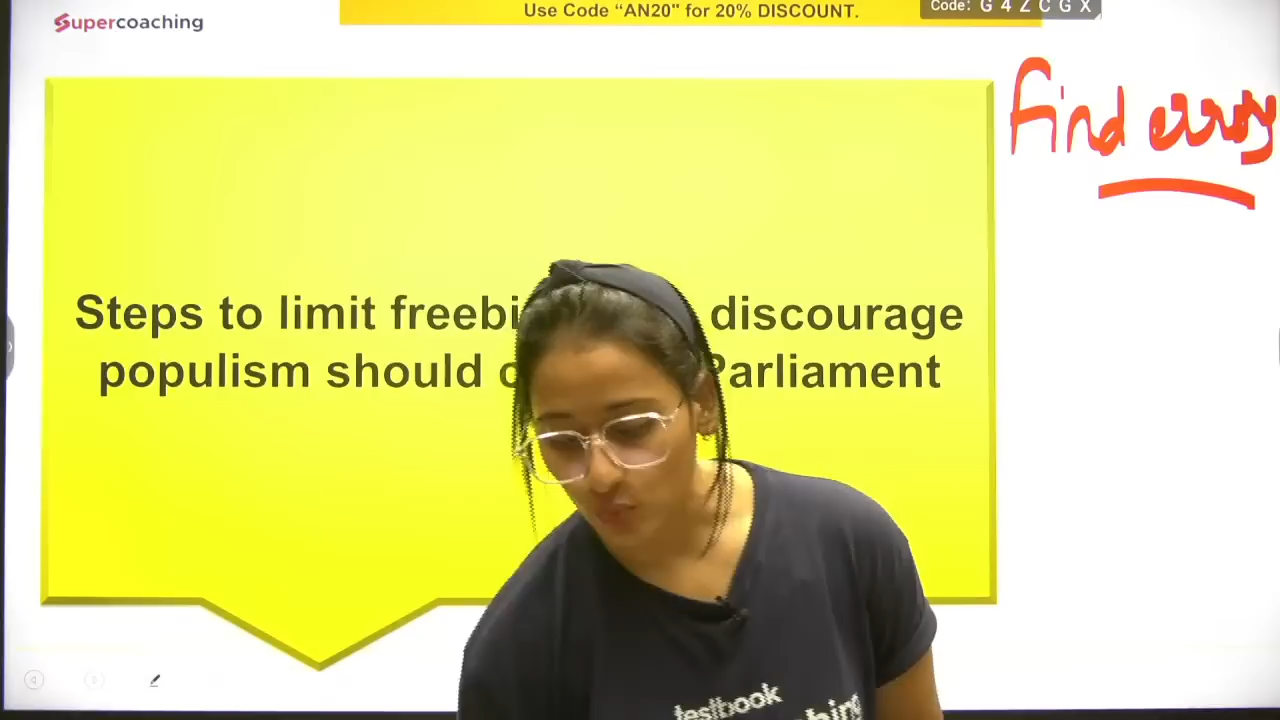 Supercoaching
Use Code “AN20" for 20% DISCOUNT.
Code: G 4 Z C G X
find error
Steps to limit discourage
populism should Parliament
testbook